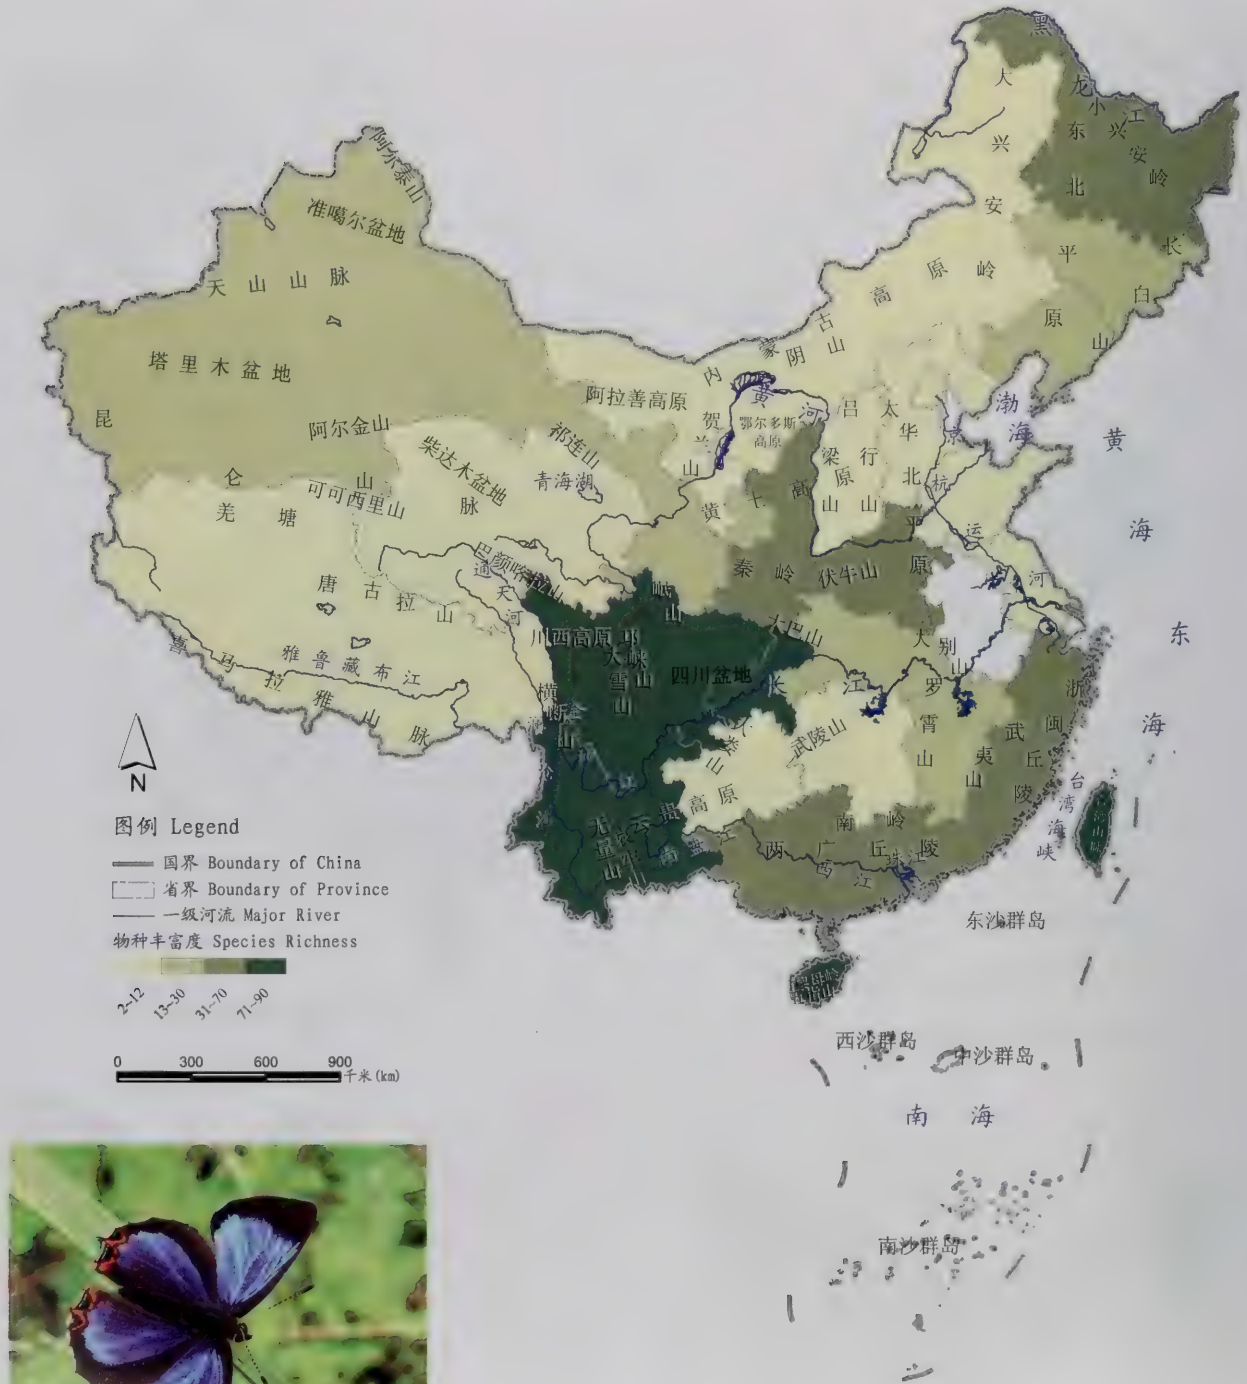 黑龙江
大兴安岭
小兴安岭
东北平原
长白山
阿尔泰山
准噶尔盆地
天山山脉
塔里木盆地
内蒙古高原
阴山
阿拉善高原
贺兰山
黄河
鄂尔多斯
高原
吕梁山
太行山
华北平原
渤海
黄海
京杭运河
昆仑山脉
阿尔金山
柴达木盆地
祁连山
青海湖
可可西里山
羌塘
黄土高原
巴颜喀拉山
通天河
秦岭
伏牛山
岷山
唐古拉山
大巴山
大别山
东海
川西高原
邛崃山
大雪山
四川盆地
喜马拉雅山脉
雅鲁藏布江
横断山
长江
武陵山
罗霄山
武夷山
浙闽丘陵
台湾海峡
台湾山脉
云贵高原
无量山
南岭
两广丘陵
珠江
西江
N
图例 Legend
国界 Boundary of China
省界 Boundary of Province
一级河流 Major River
物种丰富度 Species Richness
2~12 13~30 31~70 71~90
0 300 600 900
千米(km)
东沙群岛
西沙群岛
中沙群岛
南海
南沙群岛